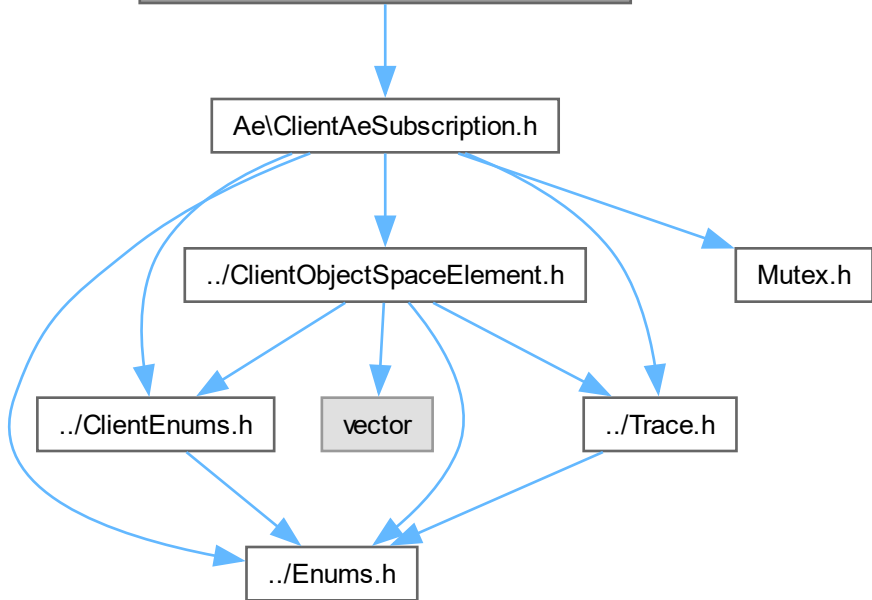 Ae\ClientAeSubscription.h
../ClientObjectSpaceElement.h
Mutex.h
../ClientEnums.h
vector
../Trace.h
../Enums.h